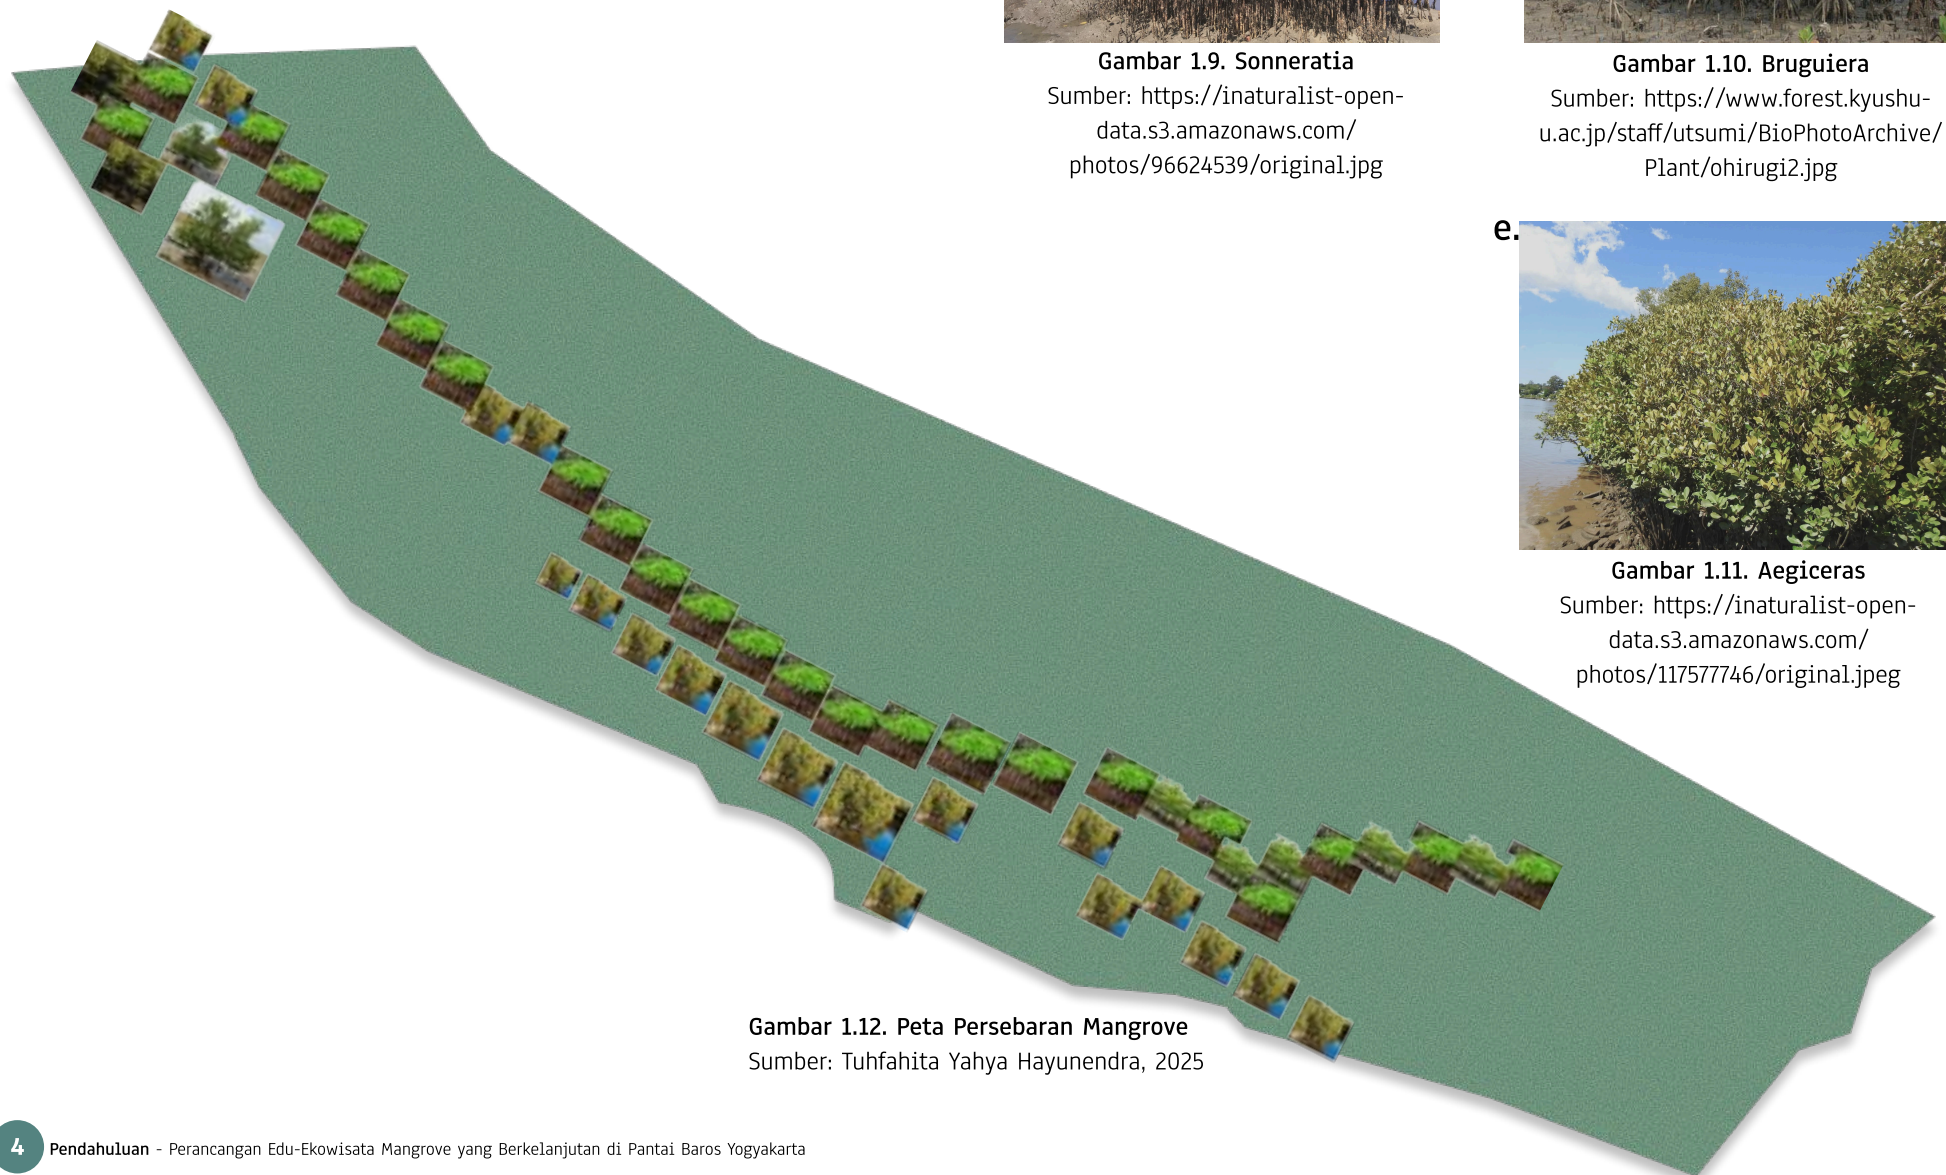 Gambar 1.9. Sonneratia
Sumber: https://inaturalist-open-
data.s3.amazonaws.com/
photos/96624539/original.jpg
Gambar 1.10. Bruguiera
Sumber: https://www.forest.kyushu-
u.ac.jp/staff/utsumi/BioPhotoArchive/
Plant/ohirugi2.jpg
e.
Gambar 1.11. Aegiceras
Sumber: https://inaturalist-open-
data.s3.amazonaws.com/
photos/117577746/original.jpeg
Gambar 1.12. Peta Persebaran Mangrove
Sumber: Tuhfahita Yahya Hayunendra, 2025
4 Pendahuluan - Perancangan Edu-Ekowisata Mangrove yang Berkelanjutan di Pantai Baros Yogyakarta